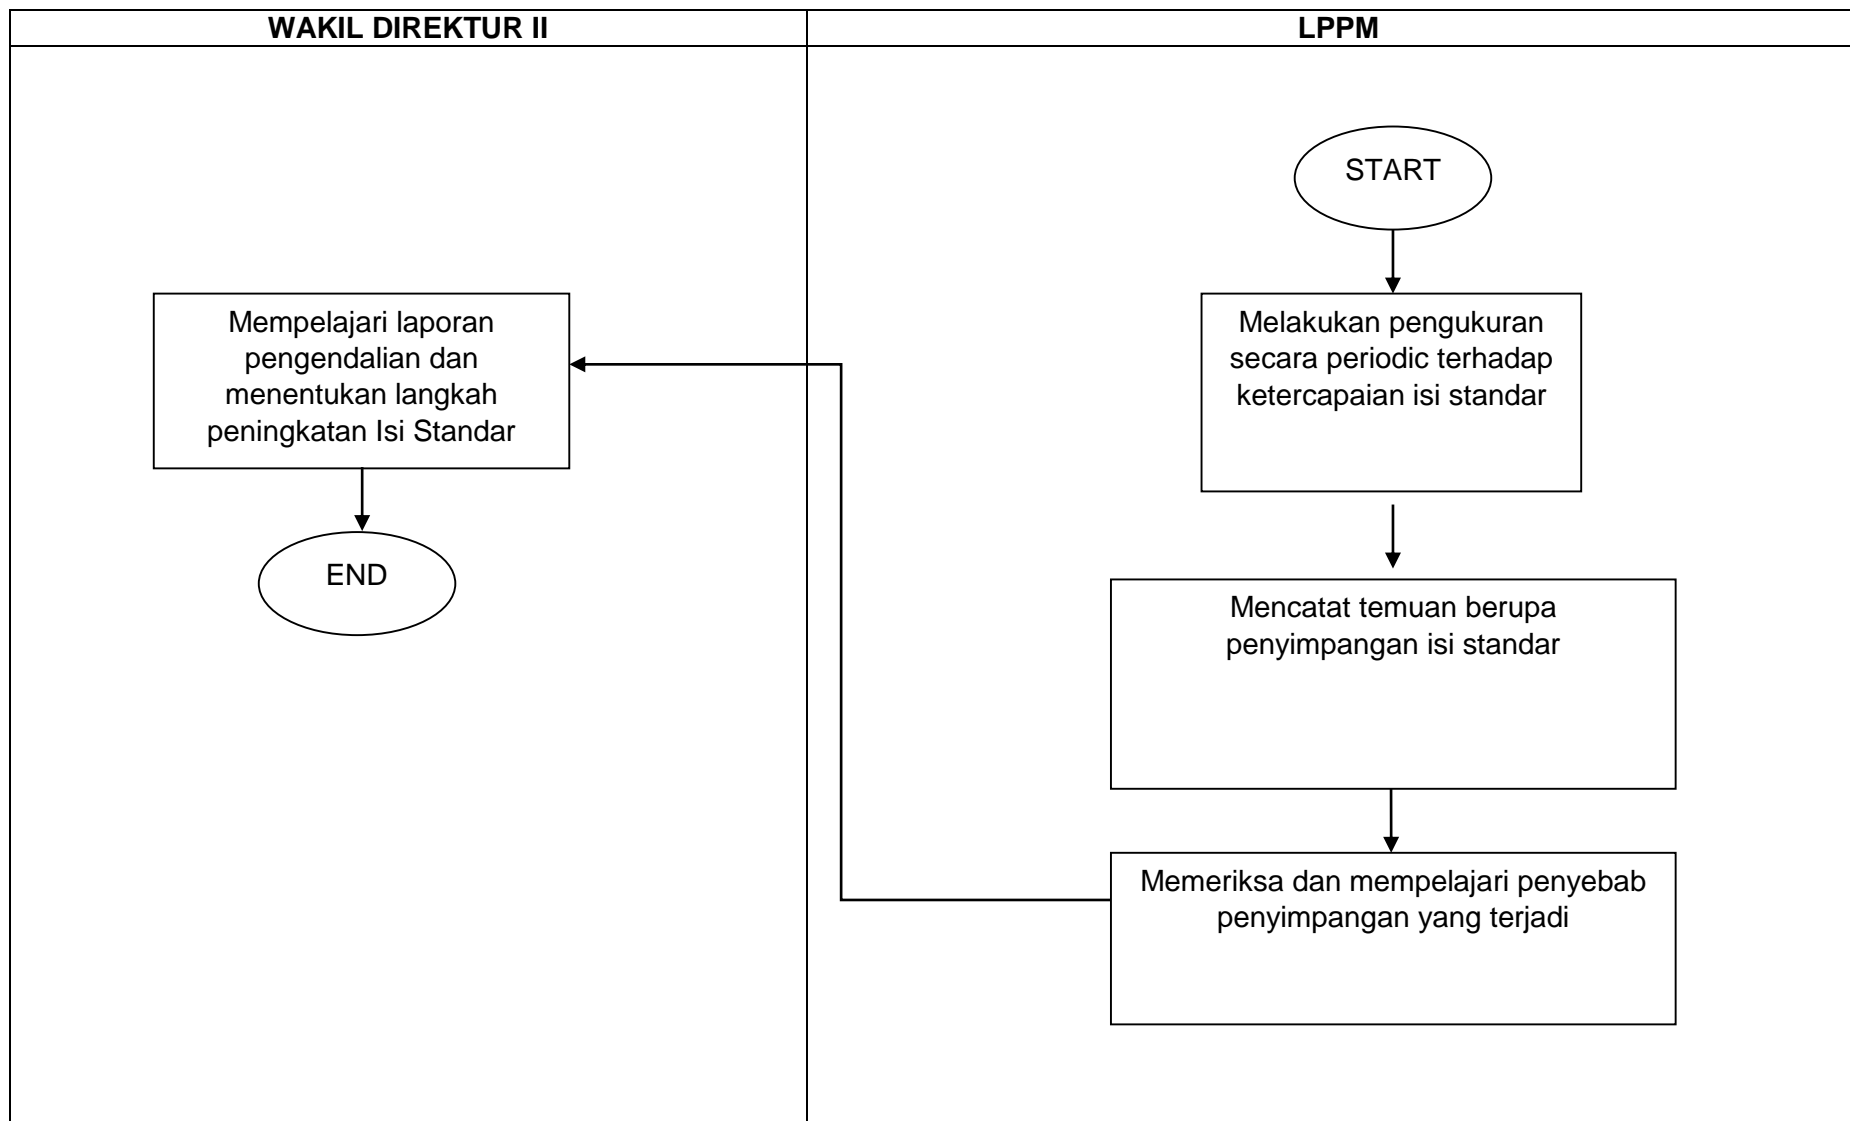 WAKIL DIREKTUR II
LPPM
START
Melakukan pengukuran
secara periodic terhadap
ketercapaian isi standar
Mencatat temuan berupa
penyimpangan isi standar
Memeriksa dan mempelajari penyebab
penyimpangan yang terjadi
Mempelajari laporan
pengendalian dan
menentukan langkah
peningkatan Isi Standar
END